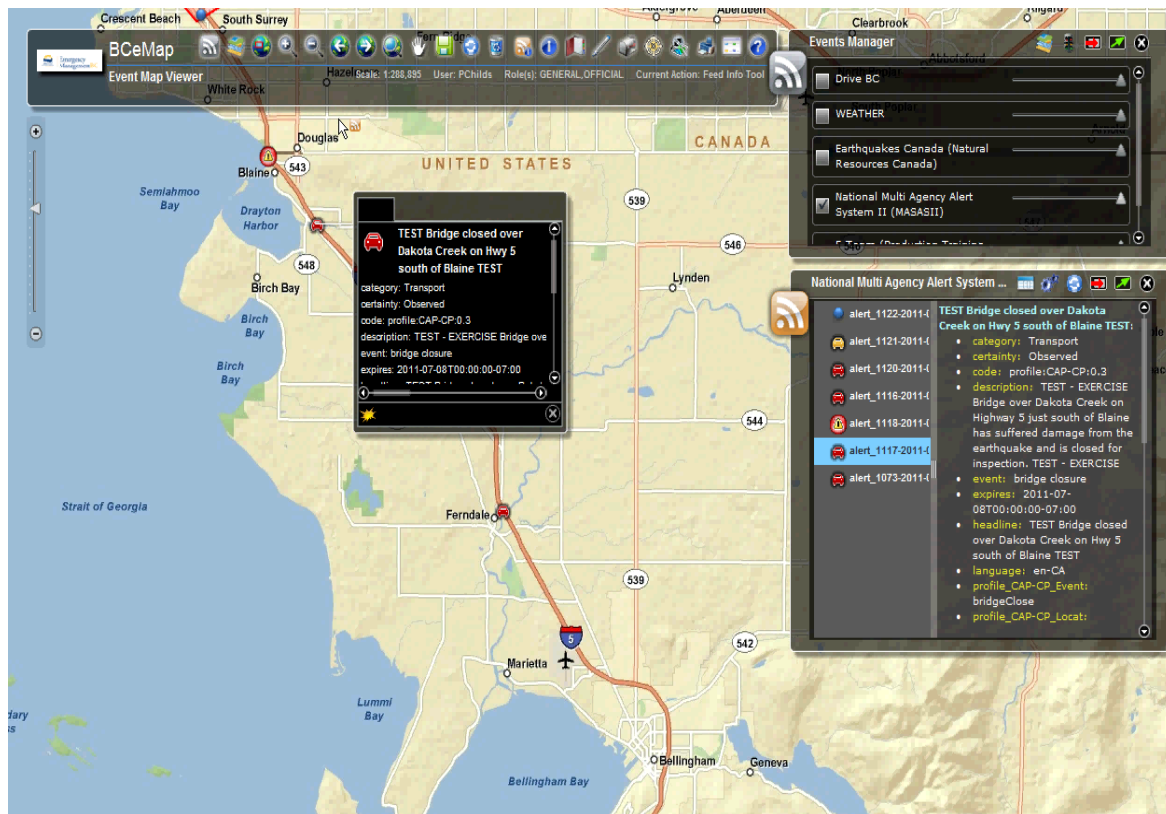 Crescent Beach
South Surrey
Clearbrook
BCeMap
Event Map Viewer
Emergency
Scale: 1:288,895 User: PChilds Role(s): GENERAL,OFFICIAL Current Action: Feed Info Tool
White Rock
Douglas
Blaine
543
CANADA
UNITED STATES
Semiahmoo
Bay
Drayton
Harbor
548
Birch Bay
Birch
Bay
Birch
Bay
539
546
Lynden
544
Strait of Georgia
Ferndale
539
5
542
Marietta
Lummi
Bay
Bellingham
Geneva
Bellingham Bay
TEST Bridge closed over
Dakota Creek on Hwy 5
south of Blaine TEST
category: Transport
certainty: Observed
code: profile:CAP-CP:0.3
description: TEST - EXERCISE Bridge ove
event: bridge closure
expires: 2011-07-08T00:00:00-07:00
Events Manager
Abbotsford
Drive BC
WEATHER
Earthquakes Canada (Natural
Resources Canada)
National Multi Agency Alert
System II (MASASII)
National Multi Agency Alert System ...
alert_1122-2011-0
alert_1121-2011-0
alert_1120-2011-0
alert_1116-2011-0
alert_1118-2011-0
alert_1117-2011-0
alert_1073-2011-0
TEST Bridge closed over Dakota
Creek on Hwy 5 south of Blaine TEST:
• category: Transport
• certainty: Observed
• code: profile:CAP-CP:0.3
• description: TEST - EXERCISE
Bridge over Dakota Creek on
Highway 5 just south of Blaine
has suffered damage from the
earthquake and is closed for
inspection. TEST - EXERCISE
• event: bridge closure
• expires: 2011-07-
08T00:00:00-07:00
• headline: TEST Bridge closed
over Dakota Creek on Hwy 5
south of Blaine TEST
• language: en-CA
• profile_CAP-CP_Event:
bridgeClose
• profile_CAP-CP_Locat: